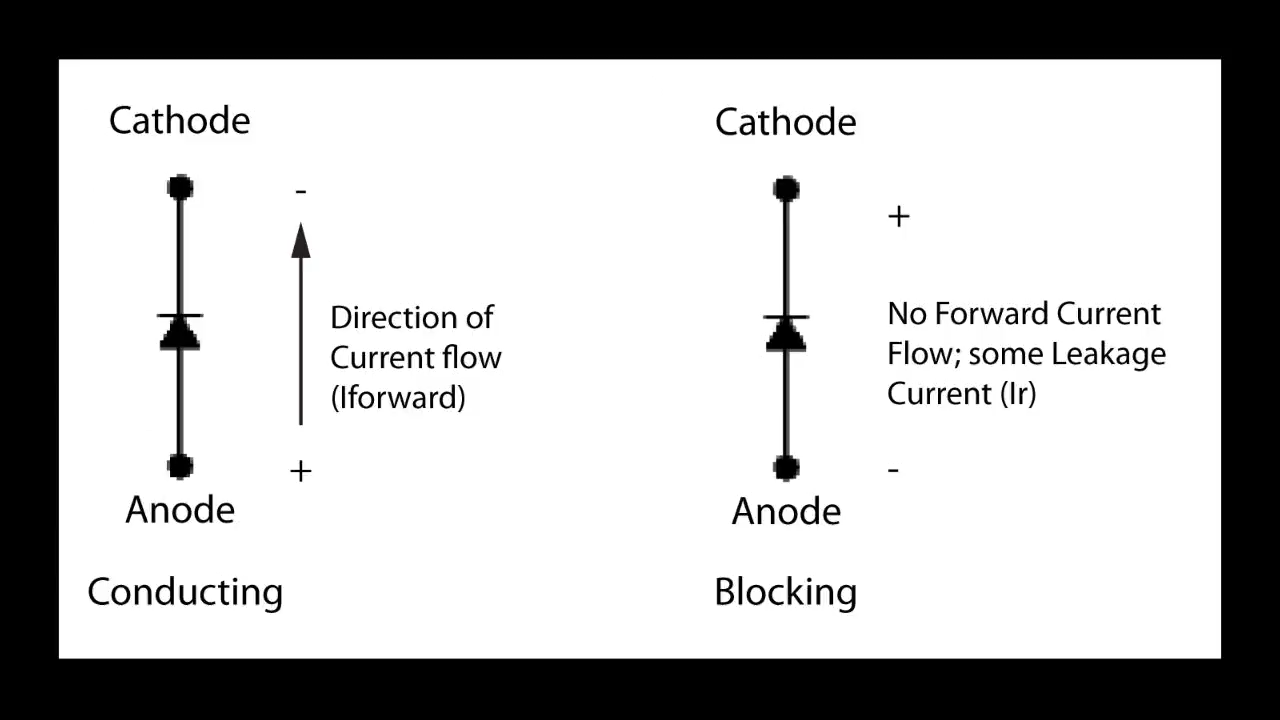 Cathode
-
Direction of
Current flow
(Iforward)
+
Anode
Conducting
Cathode
+
No Forward Current
Flow; some Leakage
Current (Ir)
-
Anode
Blocking